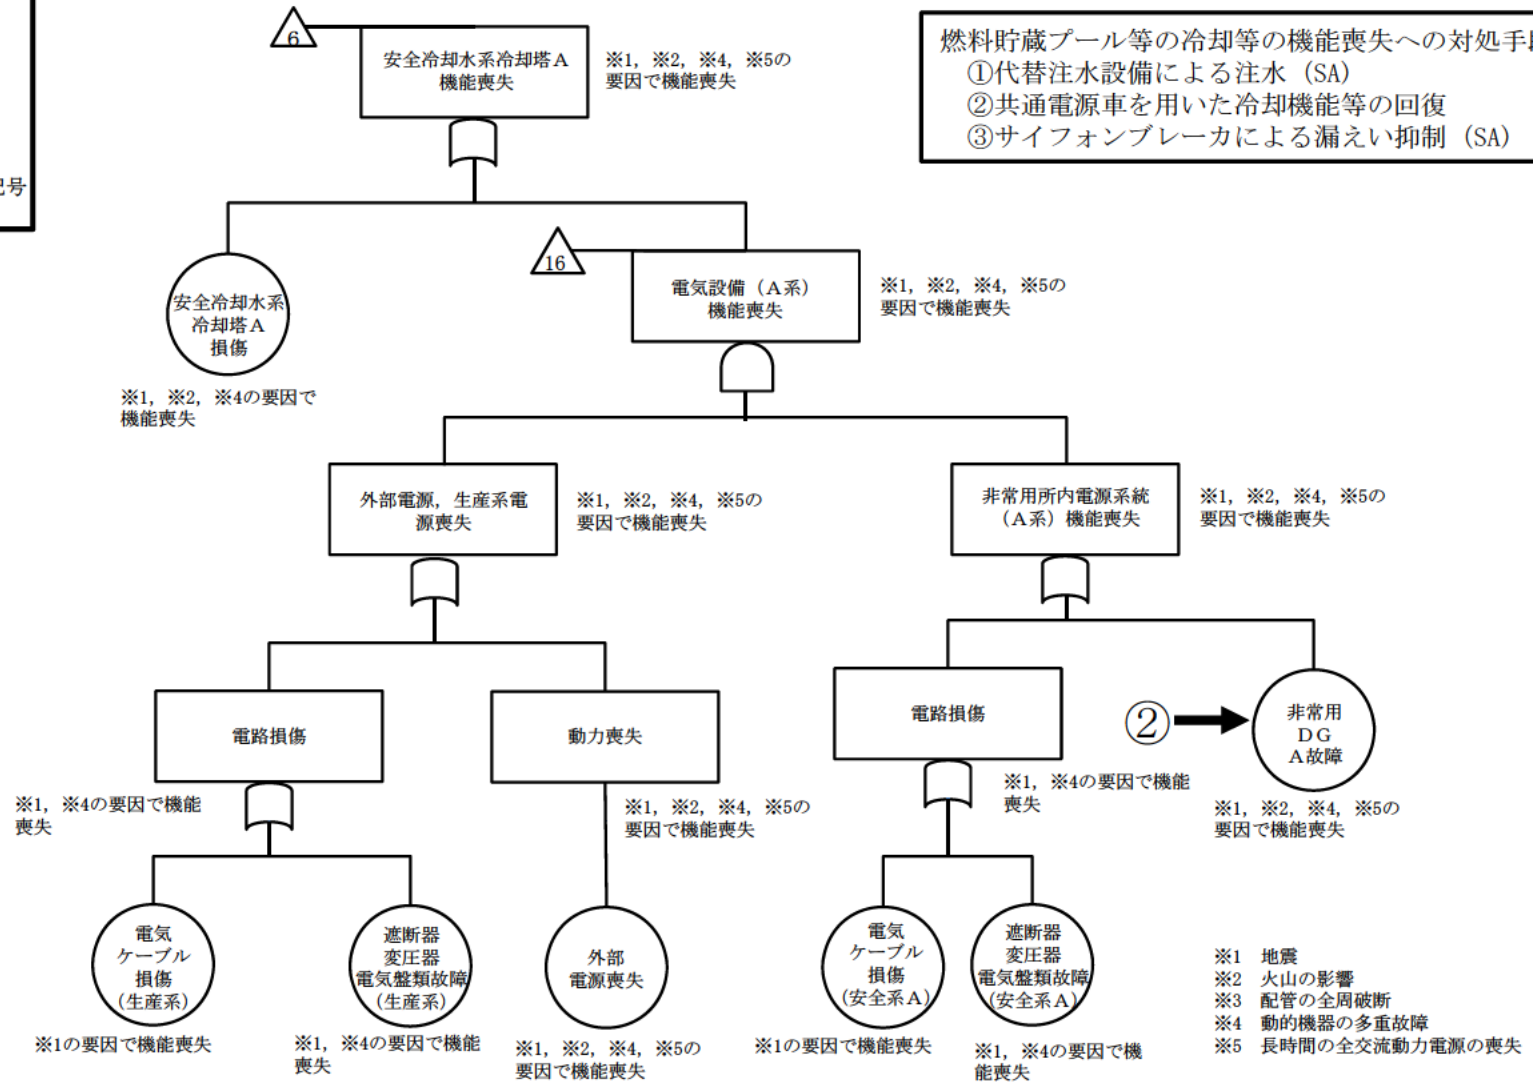 6
安全冷却水系冷却塔A
機能喪失
※1, ※2, ※4, ※5の
要因で機能喪失
燃料貯蔵プール等の冷却等の機能喪失への対処手
①代替注水設備による注水（SA）
②共通電源車を用いた冷却機能等の回復
③サイフォンブレーカによる漏えい抑制（SA）
記号
安全冷却水系
冷却塔A
損傷
※1, ※2, ※4の要因で
機能喪失
16
電気設備（A系）
機能喪失
※1, ※2, ※4, ※5の
要因で機能喪失
外部電源，生産系電
源喪失
※1, ※2, ※4, ※5の
要因で機能喪失
非常用所内電源系統
（A系）機能喪失
※1, ※2, ※4, ※5の
要因で機能喪失
電路損傷
※1, ※4の要因で機能
喪失
動力喪失
※1, ※2, ※4, ※5の
要因で機能喪失
電路損傷
※1, ※4の要因で機能
喪失
②
非常用
DG
A故障
※1, ※2, ※4, ※5の
要因で機能喪失
電気
ケーブル
損傷
(生産系)
※1の要因で機能喪失
遮断器
変圧器
電気盤類故障
(生産系)
※1, ※4の要因で機能
喪失
外部
電源喪失
※1, ※2, ※4, ※5の
要因で機能喪失
電気
ケーブル
損傷
(安全系A)
※1の要因で機能喪失
遮断器
変圧器
電気盤類故障
(安全系A)
※1, ※4の要因で機
能喪失
※1 地震
※2 火山の影響
※3 配管の全周破断
※4 動的機器の多重故障
※5 長時間の全交流動力電源の喪失